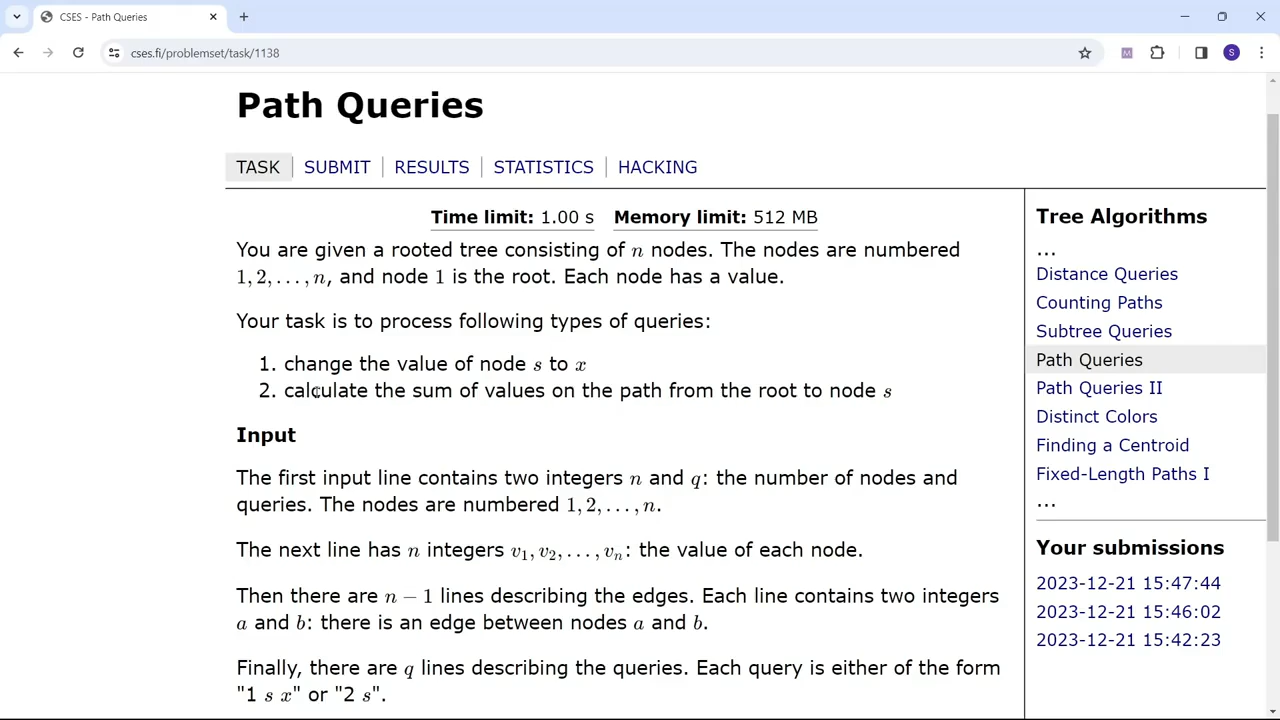 CSES - Path Queries
cses.fi/problemset/task/1138
M
S
Path Queries
TASK SUBMIT RESULTS STATISTICS HACKING
Time limit: 1.00 s Memory limit: 512 MB
You are given a rooted tree consisting of n nodes. The nodes are numbered
1, 2, . . . , n, and node 1 is the root. Each node has a value.
Your task is to process following types of queries:
1. change the value of node s to x
2. calculate the sum of values on the path from the root to node s
Input
The first input line contains two integers n and q: the number of nodes and
queries. The nodes are numbered 1, 2, . . . , n.
The next line has n integers v₁, v₂, . . . , vₙ: the value of each node.
Then there are n − 1 lines describing the edges. Each line contains two integers
a and b: there is an edge between nodes a and b.
Finally, there are q lines describing the queries. Each query is either of the form
"1 s x" or "2 s".
Tree Algorithms
...
Distance Queries
Counting Paths
Subtree Queries
Path Queries
Path Queries II
Distinct Colors
Finding a Centroid
Fixed-Length Paths I
...
Your submissions
2023-12-21 15:47:44
2023-12-21 15:46:02
2023-12-21 15:42:23